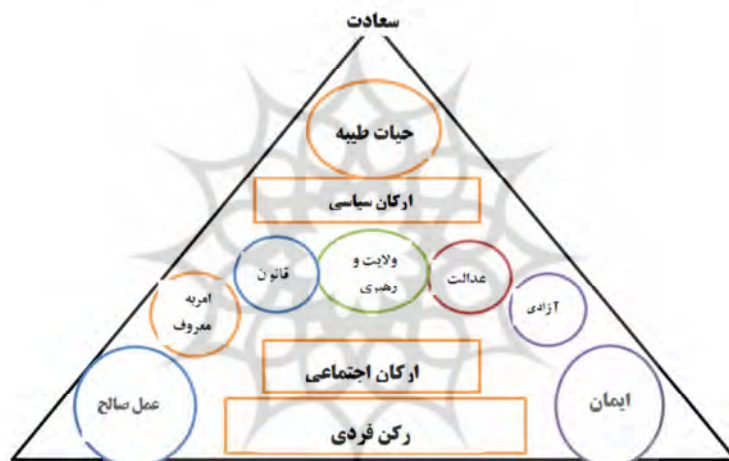 سعادت
حیات طیبه
ارکان سیاسی
آزادی
عدالت
ولایت و
رهبری
قانون
امربه
معروف
ارکان اجتماعی
ایمان
عمل صالح
رکن فردی